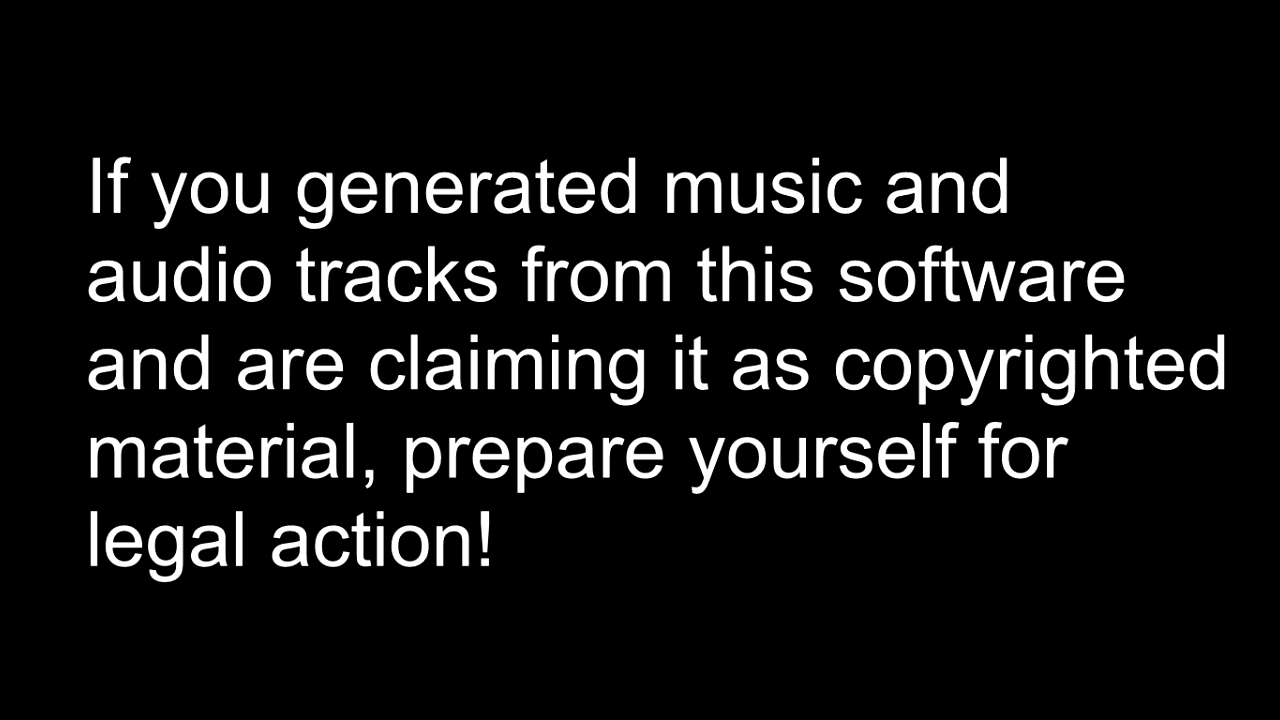 If you generated music and
audio tracks from this software
and are claiming it as copyrighted
material, prepare yourself for
legal action!